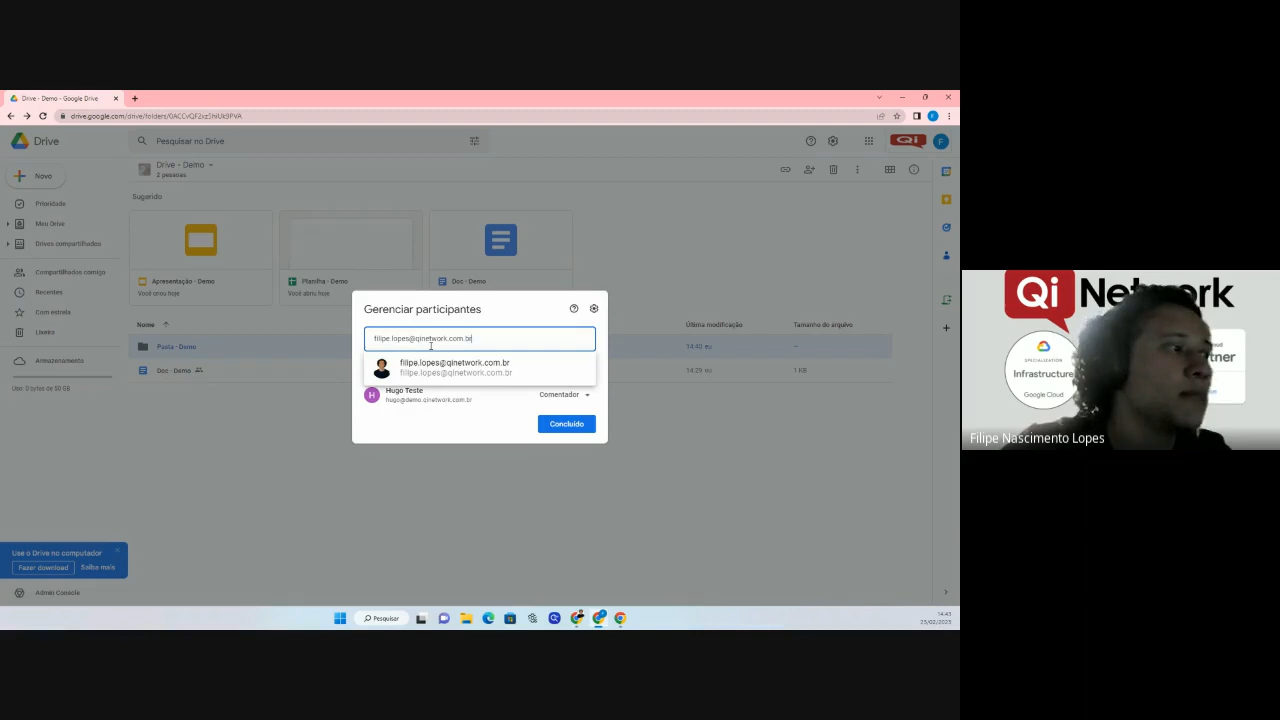 Drive - Demo - Google Drive
drive.google.com/drive/folders/0ACCvQF2xz5hiUk9PVA
Drive
Pesquisar no Drive
Qi
F
Novo
Drive - Demo
2 pessoas
Prioridade
Meu Drive
Drives compartilhados
Compartilhados comigo
Recentes
Com estrela
Lixeira
Armazenamento
Uso: 0 bytes de 50 GB
Sugerido
Apresentação - Demo
Você criou hoje
Planilha - Demo
Você abriu hoje
Doc - Demo
Nome
Última modificação
Tamanho do arquivo
Pasta - Demo
14:40 eu
Doc - Demo
14:29 eu
1 KB
Gerenciar participantes
filipe.lopes@qinetwork.com.br
filipe.lopes@qinetwork.com.br
filipe.lopes@qinetwork.com.br
H
Hugo Teste
hugo@demo.qinetwork.com.br
Comentador
Concluído
Use o Drive no computador
Fazer download
Saiba mais
Admin Console
Pesquisar
14:43
23/02/2023
Qi Network
SPECIALIZATION
Infrastructure
Google Cloud
Filipe Nascimento Lopes